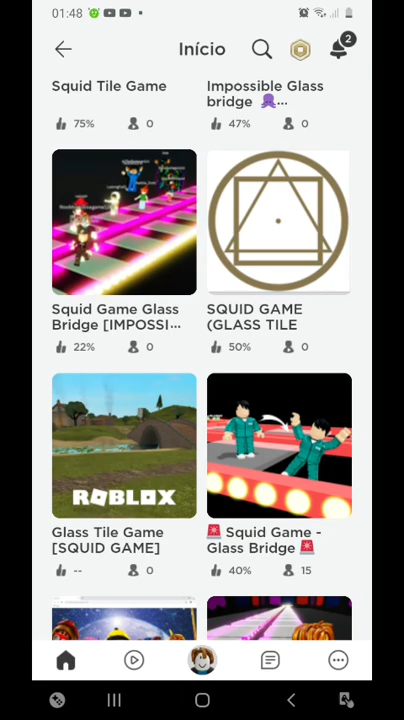 01:48
Início
2
Squid Tile Game
Impossible Glass
bridge 🐙...
75%
0
47%
0
Squid Game Glass
Bridge [IMPOSSI...
SQUID GAME
(GLASS TILE
22%
0
50%
0
ROBLOX
Glass Tile Game
[SQUID GAME]
🚨 Squid Game -
Glass Bridge 🚨
--
0
40%
15